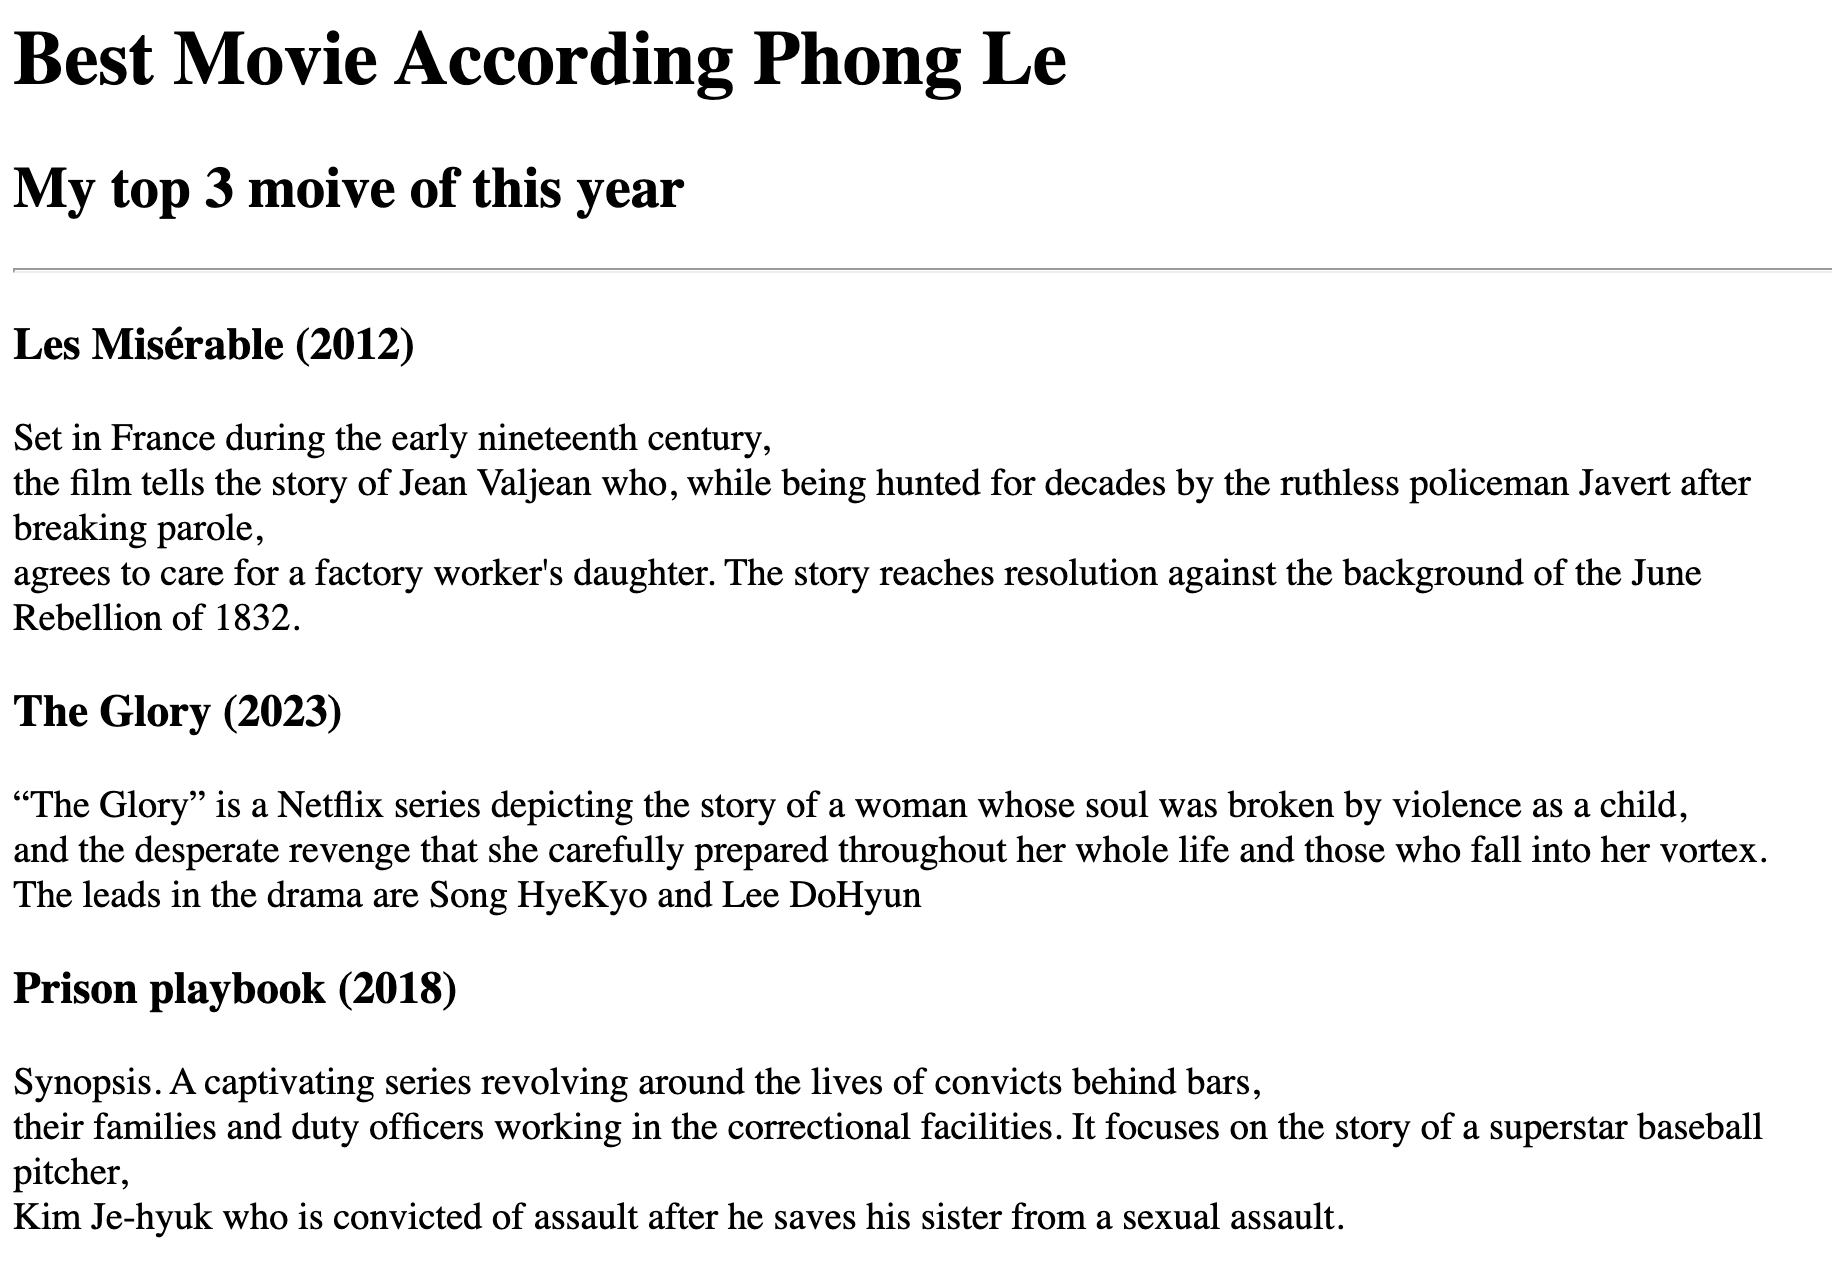 Best Movie According Phong Le
My top 3 moive of this year
Les Misérable (2012)
Set in France during the early nineteenth century,
the film tells the story of Jean Valjean who, while being hunted for decades by the ruthless policeman Javert after
breaking parole,
agrees to care for a factory worker's daughter. The story reaches resolution against the background of the June
Rebellion of 1832.
The Glory (2023)
“The Glory” is a Netflix series depicting the story of a woman whose soul was broken by violence as a child,
and the desperate revenge that she carefully prepared throughout her whole life and those who fall into her vortex.
The leads in the drama are Song HyeKyo and Lee DoHyun
Prison playbook (2018)
Synopsis. A captivating series revolving around the lives of convicts behind bars,
their families and duty officers working in the correctional facilities. It focuses on the story of a superstar baseball
pitcher,
Kim Je-hyuk who is convicted of assault after he saves his sister from a sexual assault.